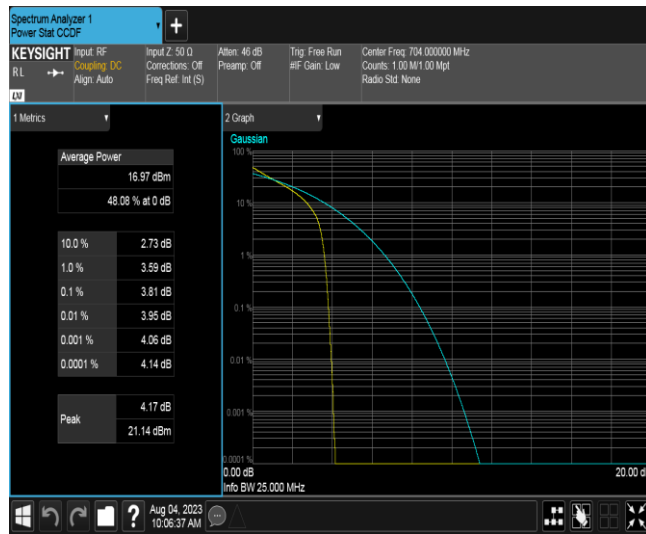 Spectrum Analyzer 1
Power Stat CCDF
+
KEYSIGHT
RL
LXI
Input: RF
Coupling: DC
Align: Auto
Input Z: 50 Ω
Corrections: Off
Freq Ref: Int (S)
Atten: 46 dB
Preamp: Off
Trig: Free Run
#IF Gain: Low
Center Freq: 704.000000 MHz
Counts: 1.00 M/1.00 Mpt
Radio Std: None
1 Metrics
Average Power
16.97 dBm
48.08 % at 0 dB
10.0 % 2.73 dB
1.0 % 3.59 dB
0.1 % 3.81 dB
0.01 % 3.95 dB
0.001 % 4.06 dB
0.0001 % 4.14 dB
Peak
4.17 dB
21.14 dBm
2 Graph
Gaussian
100 %
10 %
1 %
0.1 %
0.01 %
0.001 %
0.0001 %
0.00 dB
20.00 d
Info BW 25.000 MHz
?
Aug 04, 2023
10:06:37 AM